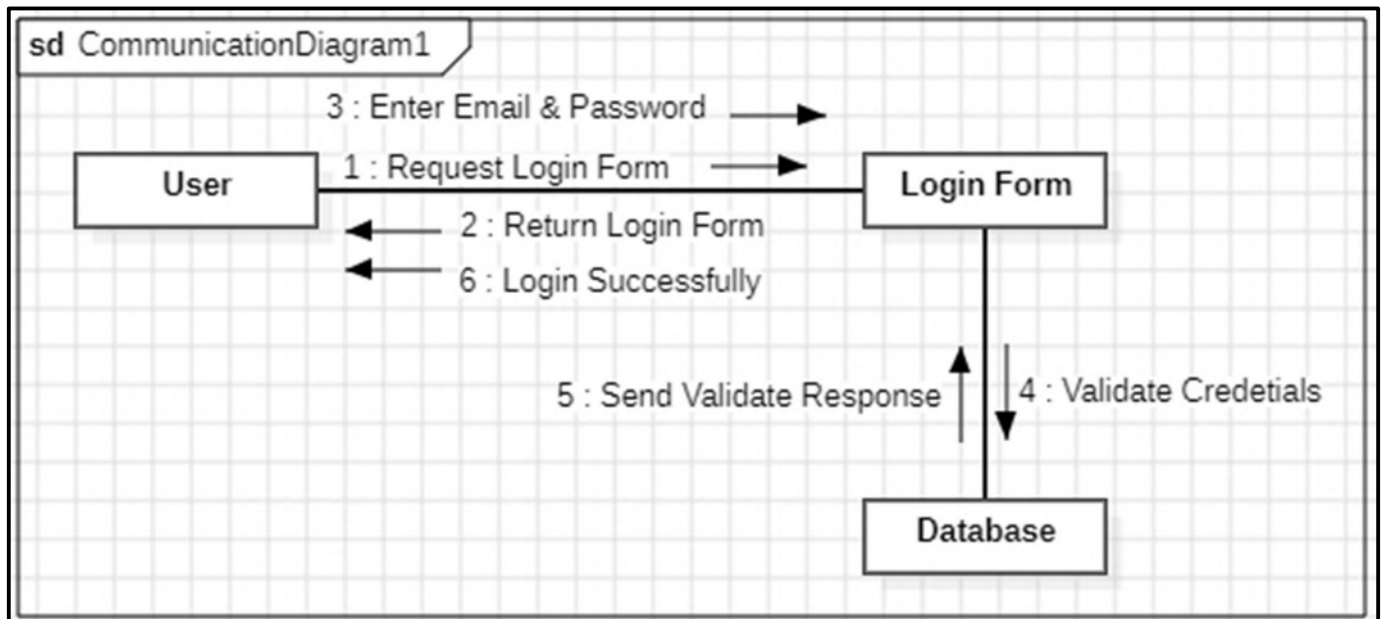 sd CommunicationDiagram1
3 : Enter Email & Password
1 : Request Login Form
User
Login Form
2 : Return Login Form
6 : Login Successfully
5 : Send Validate Response
4 : Validate Credetials
Database